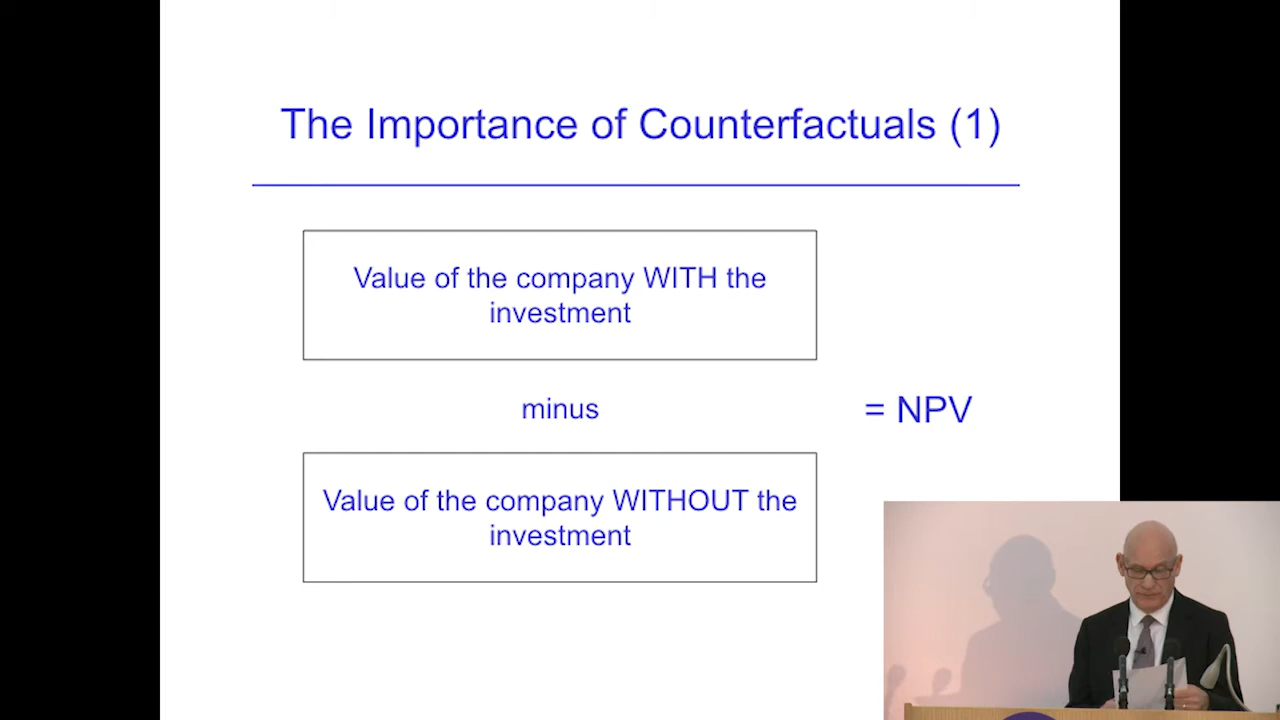 The Importance of Counterfactuals (1)
Value of the company WITH the
investment
minus
= NPV
Value of the company WITHOUT the
investment